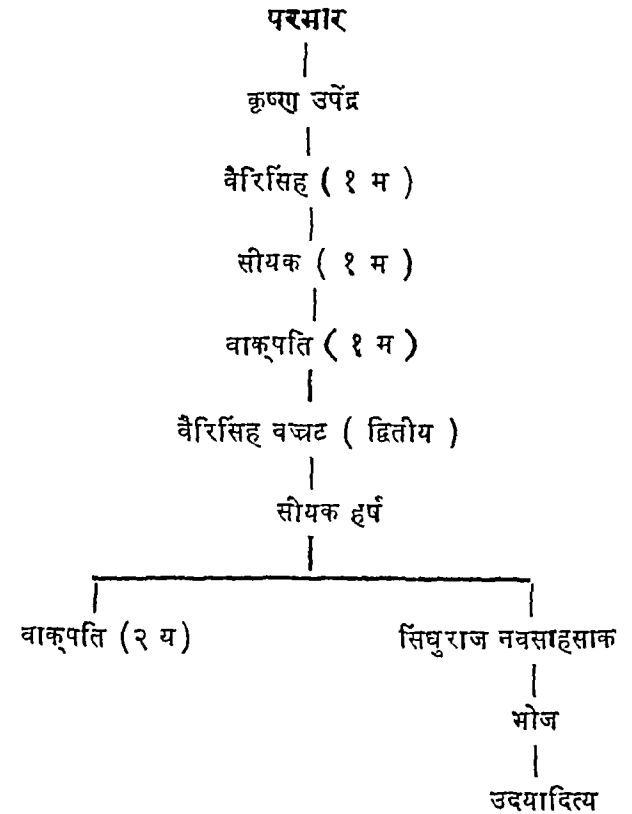 परमार
कृष्ण उपेंद्र
वैरिसिंह ( १ म )
सीयक ( १ म )
वाक्पति ( १ म )
वैरिसिंह वज्रट ( द्वितीय )
सीयक हर्ष
वाक्पति (२ य)
सिंधुराज नवसाहसाक
भोज
उदयादित्य